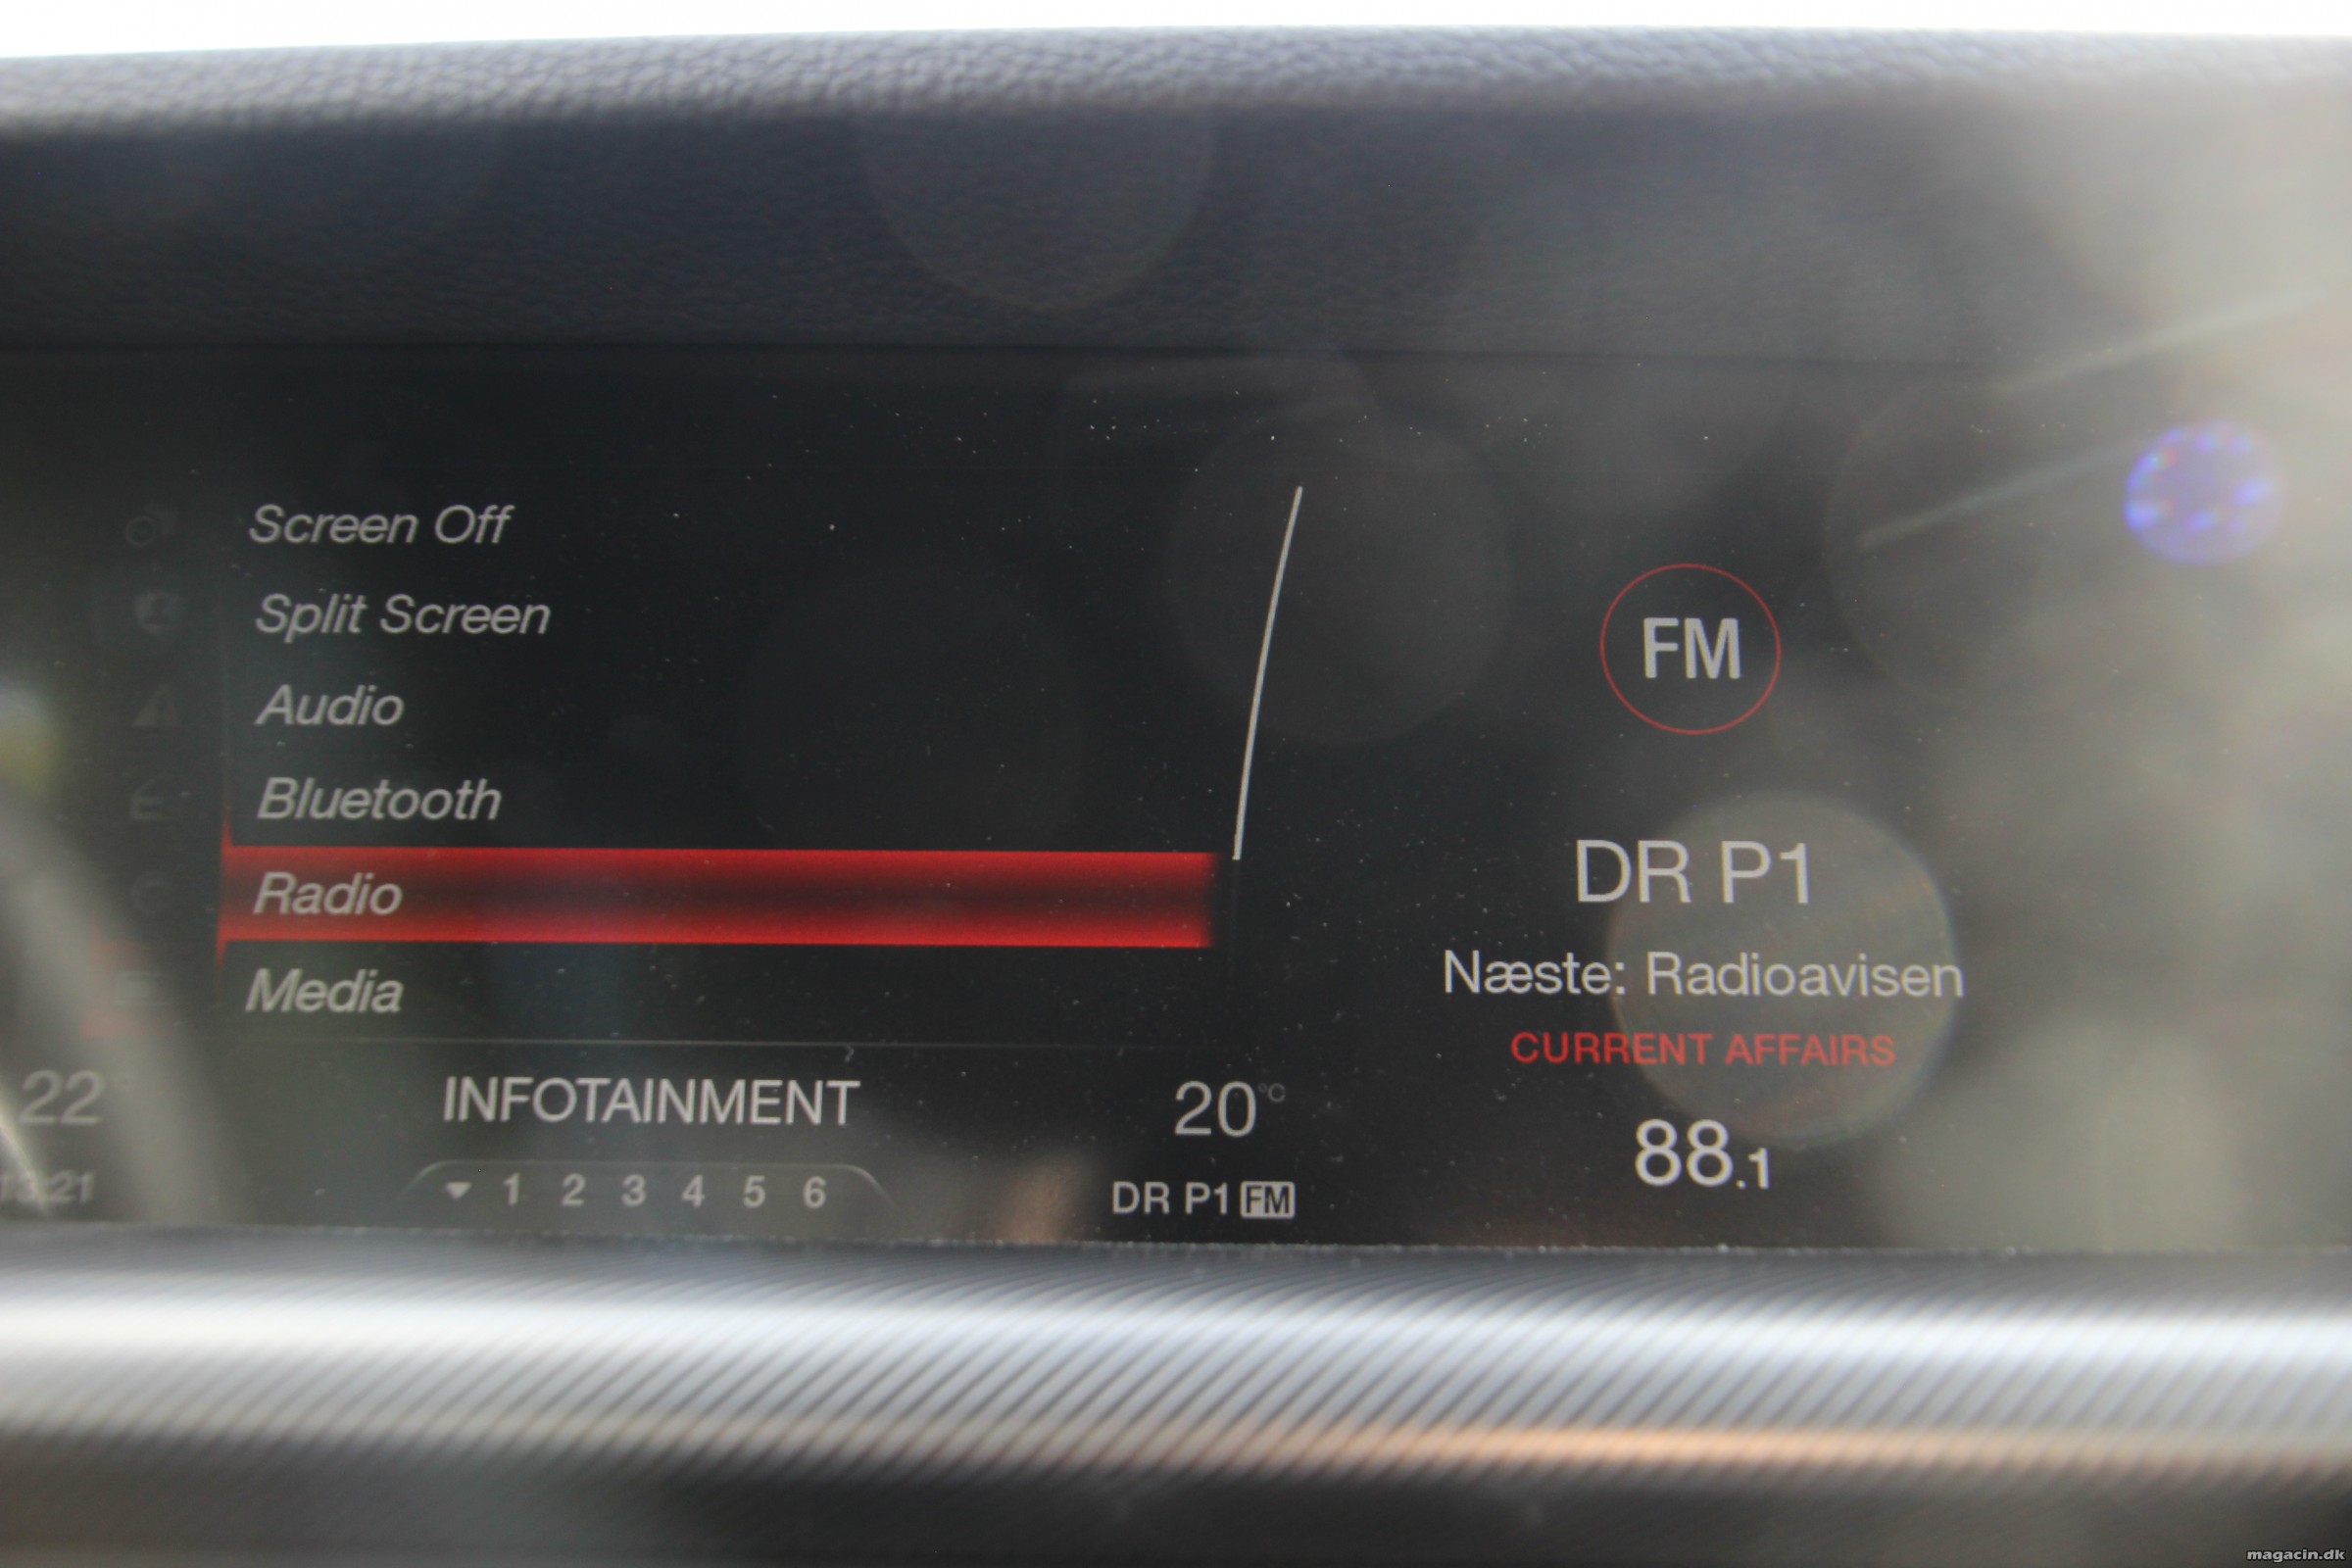 Screen Off
Split Screen
Audio
Bluetooth
Radio
Media
22°
INFOTAINMENT
20°C
1 2 3 4 5 6
DR P1 FM
FM
DR P1
Næste: Radioavisen
CURRENT AFFAIRS
88.1
magacin.dk